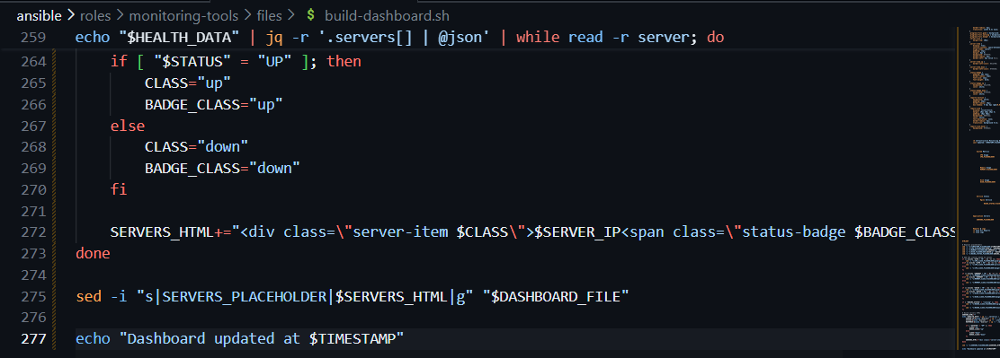 ansible > roles > monitoring-tools > files > $ build-dashboard.sh
259 echo "$HEALTH_DATA" | jq -r '.servers[] | @json' | while read -r server; do
264 if [ "$STATUS" = "UP" ]; then
265 CLASS="up"
266 BADGE_CLASS="up"
267 else
268 CLASS="down"
269 BADGE_CLASS="down"
270 fi
271
272 SERVERS_HTML+="<div class=\"server-item $CLASS\">$SERVER_IP<span class=\"status-badge $BADGE_CLASS
273 done
274
275 sed -i "s|SERVERS_PLACEHOLDER|$SERVERS_HTML|g" "$DASHBOARD_FILE"
276
277 echo "Dashboard updated at $TIMESTAMP"